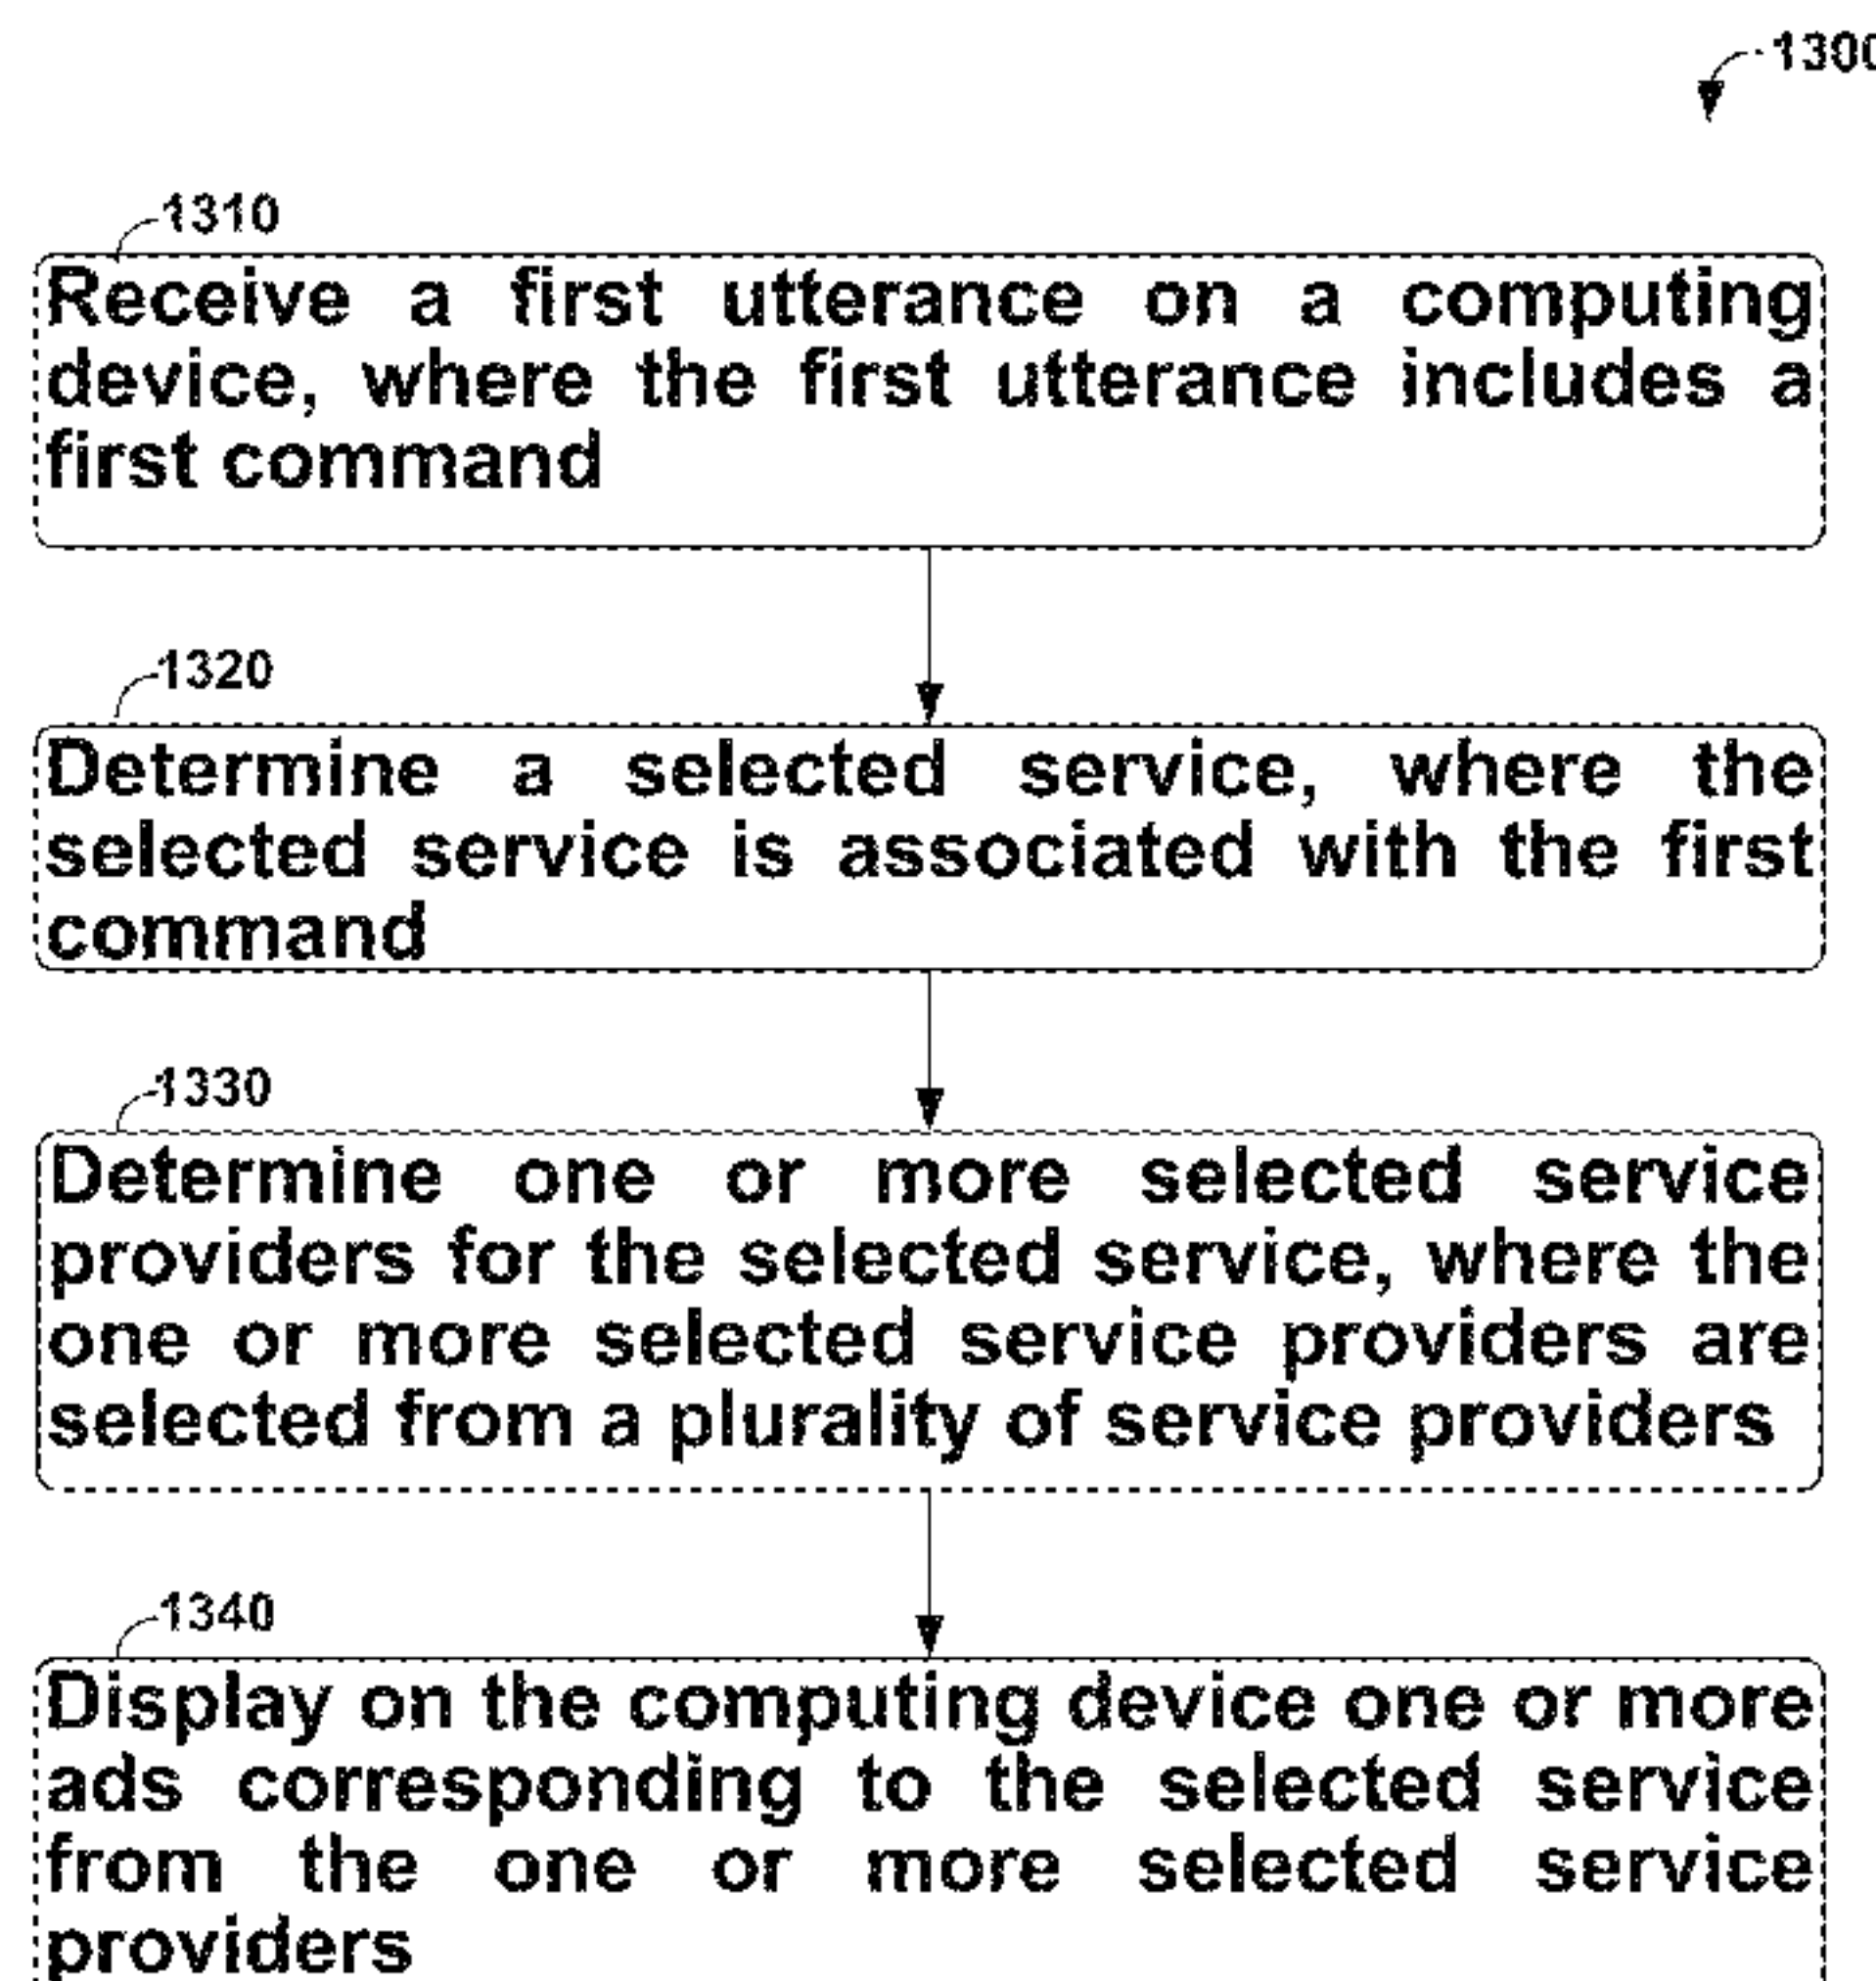 1300
1310
Receive a first utterance on a computing
device, where the first utterance includes a
first command
1320
Determine a selected service, where the
selected service is associated with the first
command
1330
Determine one or more selected service
providers for the selected service, where the
one or more selected service providers are
selected from a plurality of service providers
1340
Display on the computing device one or more
ads corresponding to the selected service
from the one or more selected service
providers